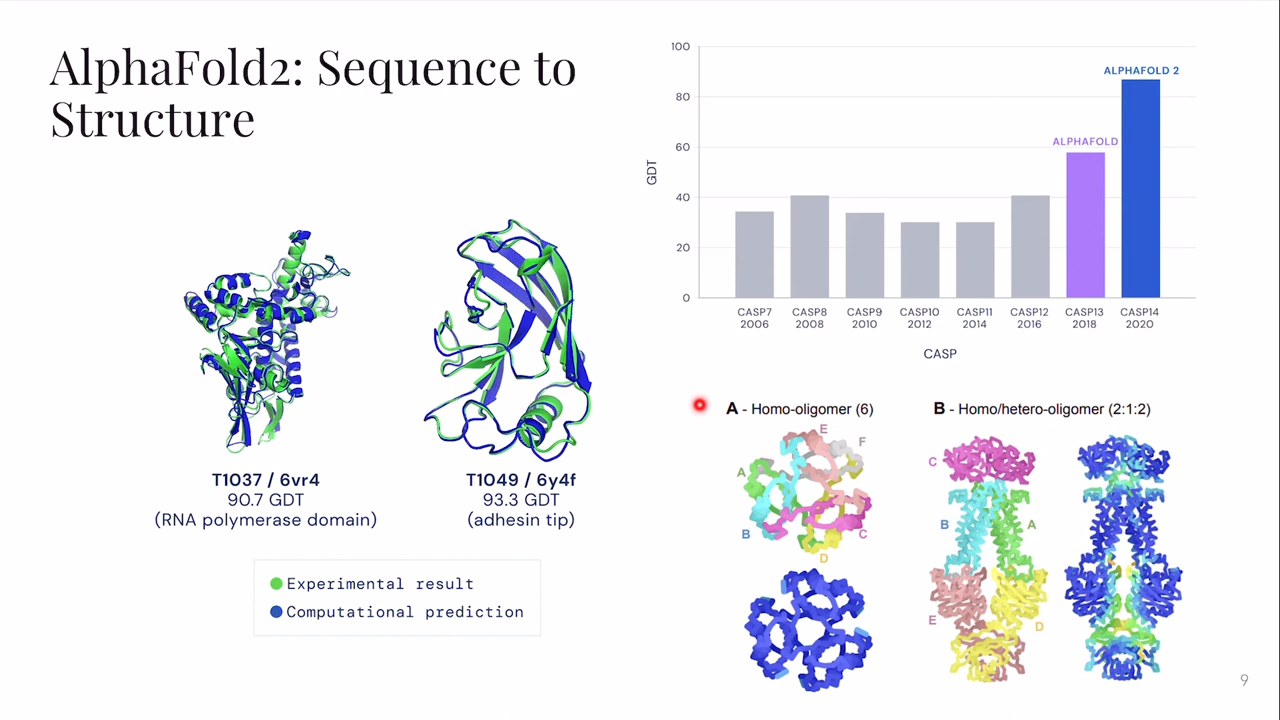 AlphaFold2: Sequence to
Structure
T1037 / 6vr4
90.7 GDT
(RNA polymerase domain)
T1049 / 6y4f
93.3 GDT
(adhesin tip)
Experimental result
Computational prediction
100
80
60
40
20
0
GDT
ALPHAFOLD
ALPHAFOLD 2
CASP7
2006
CASP8
2008
CASP9
2010
CASP10
2012
CASP11
2014
CASP12
2016
CASP13
2018
CASP14
2020
CASP
A - Homo-oligomer (6)
E
F
A
B
C
D
B - Homo/hetero-oligomer (2:1:2)
C
B
A
E
D
9